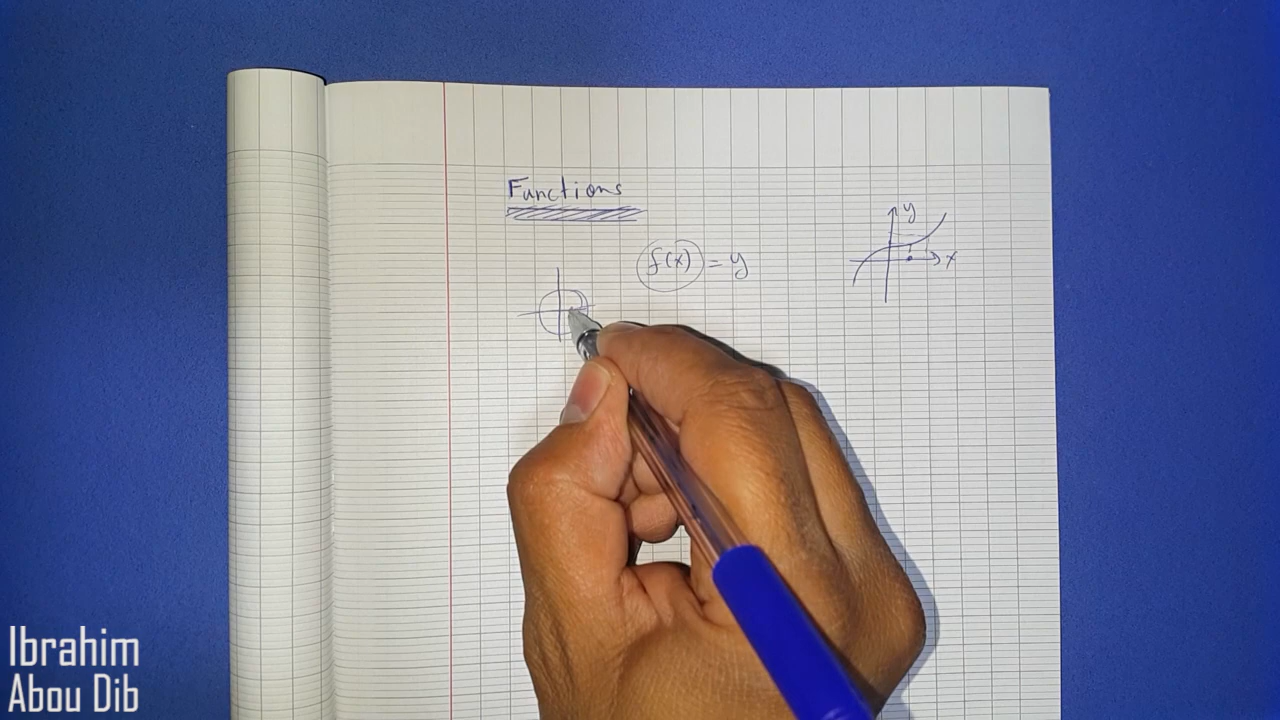 Functions
f(x) = y
y
x
Ibrahim
Abou Dib